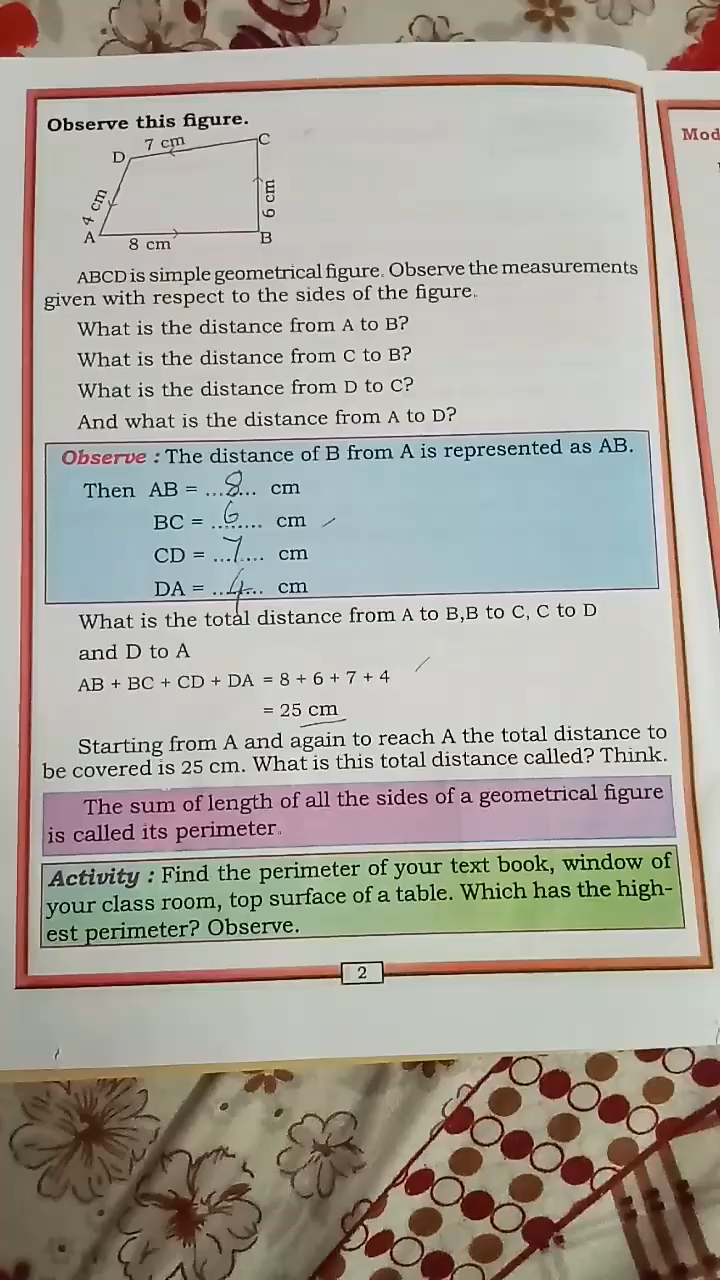 Observe this figure.
7 cm
D
C
4 cm
6 cm
A
B
8 cm
ABCD is simple geometrical figure. Observe the measurements
given with respect to the sides of the figure.
What is the distance from A to B?
What is the distance from C to B?
What is the distance from D to C?
And what is the distance from A to D?
Observe : The distance of B from A is represented as AB.
Then AB = ...8... cm
BC = ...6... cm
CD = ...7... cm
DA = ...4... cm
What is the total distance from A to B,B to C, C to D
and D to A
AB + BC + CD + DA = 8 + 6 + 7 + 4
= 25 cm
Starting from A and again to reach A the total distance to
be covered is 25 cm. What is this total distance called? Think.
The sum of length of all the sides of a geometrical figure
is called its perimeter.
Activity : Find the perimeter of your text book, window of
your class room, top surface of a table. Which has the high-
est perimeter? Observe.
2
Mod